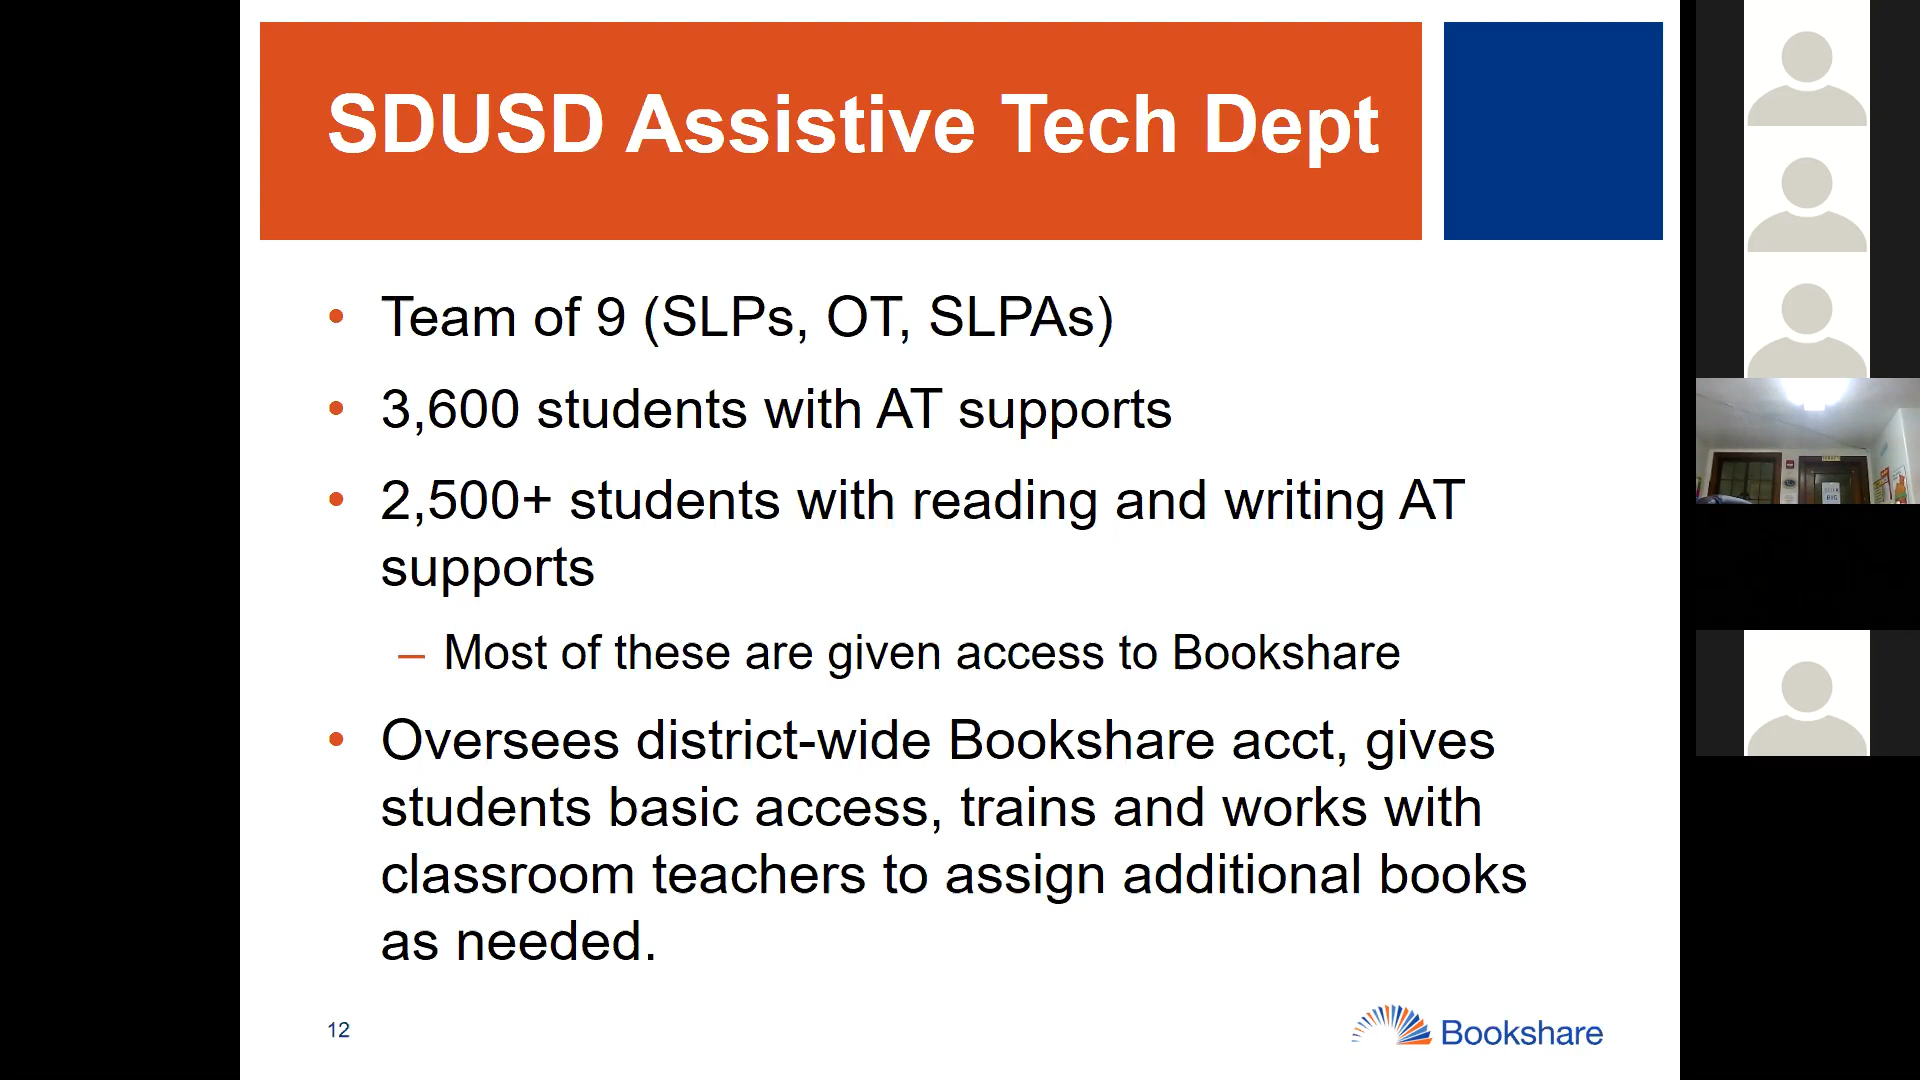 SDUSD Assistive Tech Dept
• Team of 9 (SLPs, OT, SLPAs)
• 3,600 students with AT supports
• 2,500+ students with reading and writing AT
supports
– Most of these are given access to Bookshare
• Oversees district-wide Bookshare acct, gives
students basic access, trains and works with
classroom teachers to assign additional books
as needed.
12
Bookshare